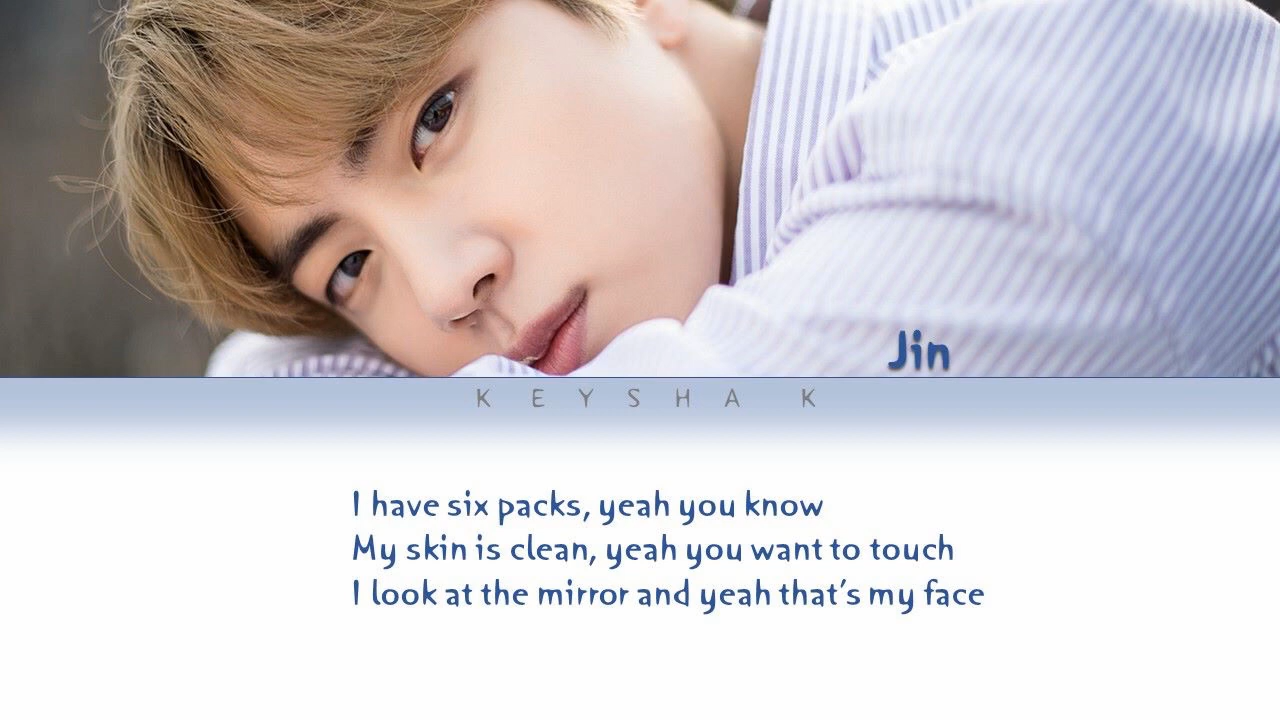 Jin
KEYSHA K
I have six packs, yeah you know
My skin is clean, yeah you want to touch
I look at the mirror and yeah that's my face